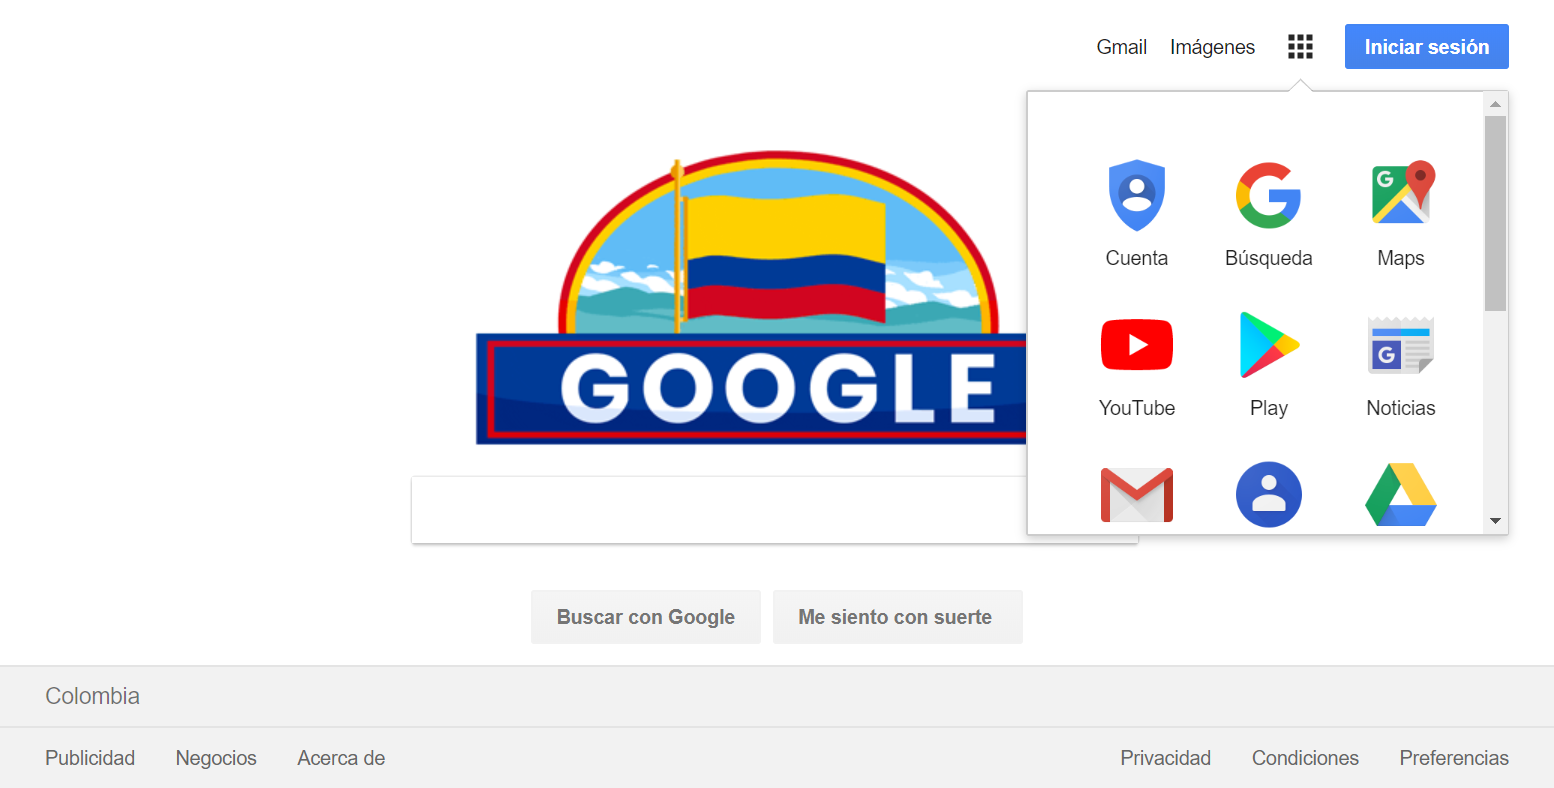 Gmail Imágenes Iniciar sesión
GOOGLE
G
Cuenta Búsqueda Maps
G
YouTube Play Noticias
Buscar con Google Me siento con suerte
Colombia
Publicidad Negocios Acerca de Privacidad Condiciones Preferencias